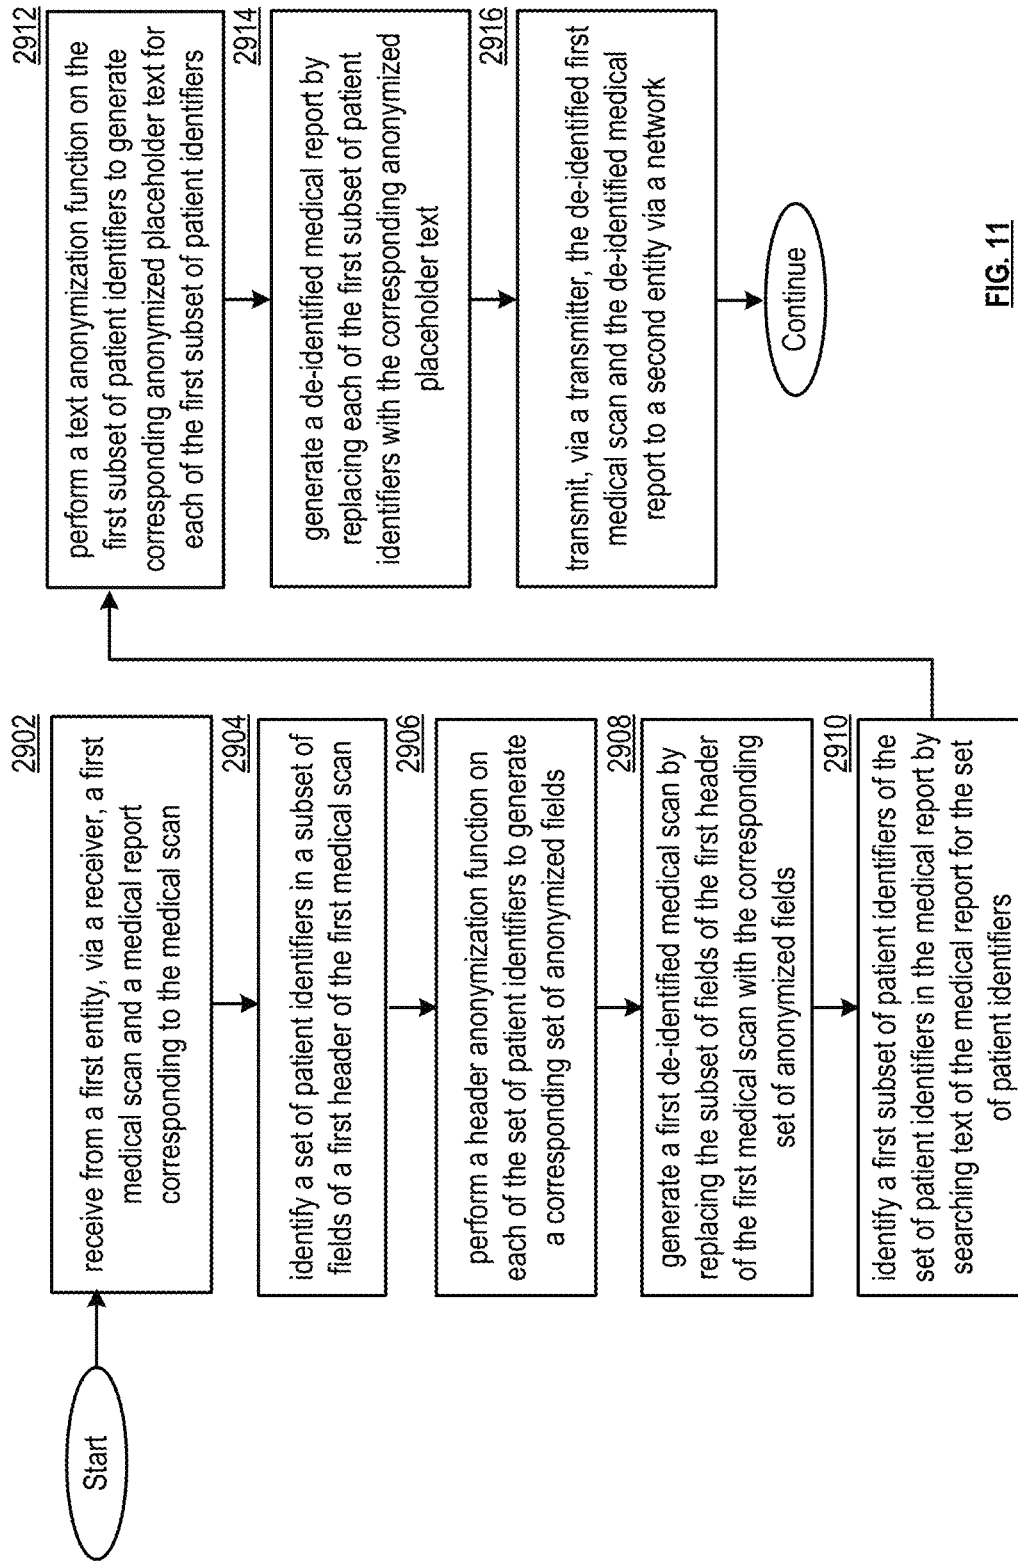 Start
2902
receive from a first entity, via a receiver, a first
medical scan and a medical report
corresponding to the medical scan
2904
identify a set of patient identifiers in a subset of
fields of a first header of the first medical scan
2906
perform a header anonymization function on
each of the set of patient identifiers to generate
a corresponding set of anonymized fields
2908
generate a first de-identified medical scan by
replacing the subset of fields of the first header
of the first medical scan with the corresponding
set of anonymized fields
2910
identify a first subset of patient identifiers of the
set of patient identifiers in the medical report by
searching text of the medical report for the set
of patient identifiers
2912
perform a text anonymization function on the
first subset of patient identifiers to generate
corresponding anonymized placeholder text for
each of the first subset of patient identifiers
2914
generate a de-identified medical report by
replacing each of the first subset of patient
identifiers with the corresponding anonymized
placeholder text
2916
transmit, via a transmitter, the de-identified first
medical scan and the de-identified medical
report to a second entity via a network
Continue
FIG. 11